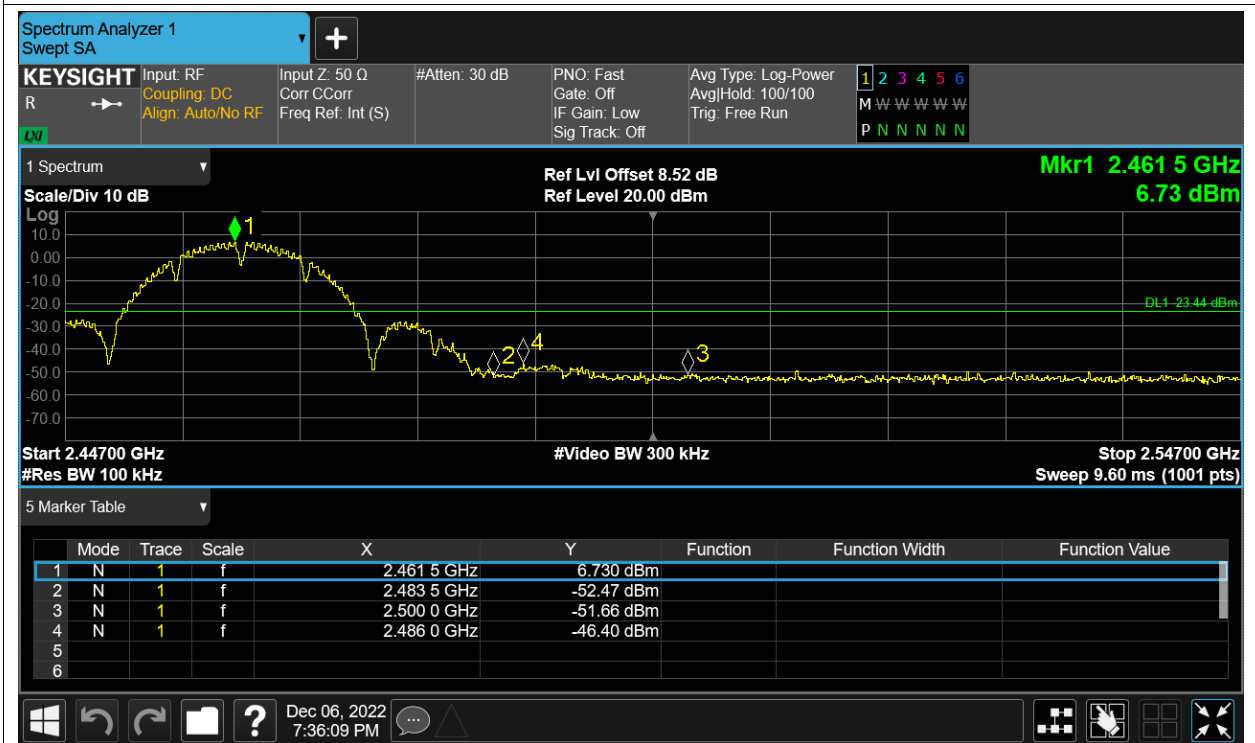 Spectrum Analyzer 1
Swept SA
+
KEYSIGHT Input: RF Input Z: 50 Ω #Atten: 30 dB PNO: Fast Avg Type: Log-Power 1 2 3 4 5 6
R Coupling: DC Corr CCorr Gate: Off Avg|Hold: 100/100 M W W W W W
Align: Auto/No RF Freq Ref: Int (S) IF Gain: Low Trig: Free Run
LXI Sig Track: Off P N N N N N
1 Spectrum Ref Lvl Offset 8.52 dB Mkr1 2.461 5 GHz
Scale/Div 10 dB Ref Level 20.00 dBm 6.73 dBm
Log
1
10.0
0.00
-10.0
-20.0
DL1 -23.44 dBm
-30.0
-40.0
2 4 3
-50.0
-60.0
-70.0
Start 2.44700 GHz #Video BW 300 kHz Stop 2.54700 GHz
#Res BW 100 kHz Sweep 9.60 ms (1001 pts)
5 Marker Table
Mode Trace Scale X Y Function Function Width Function Value
1 N 1 f 2.461 5 GHz 6.730 dBm
2 N 1 f 2.483 5 GHz -52.47 dBm
3 N 1 f 2.500 0 GHz -51.66 dBm
4 N 1 f 2.486 0 GHz -46.40 dBm
5
6
? Dec 06, 2022
7:36:09 PM